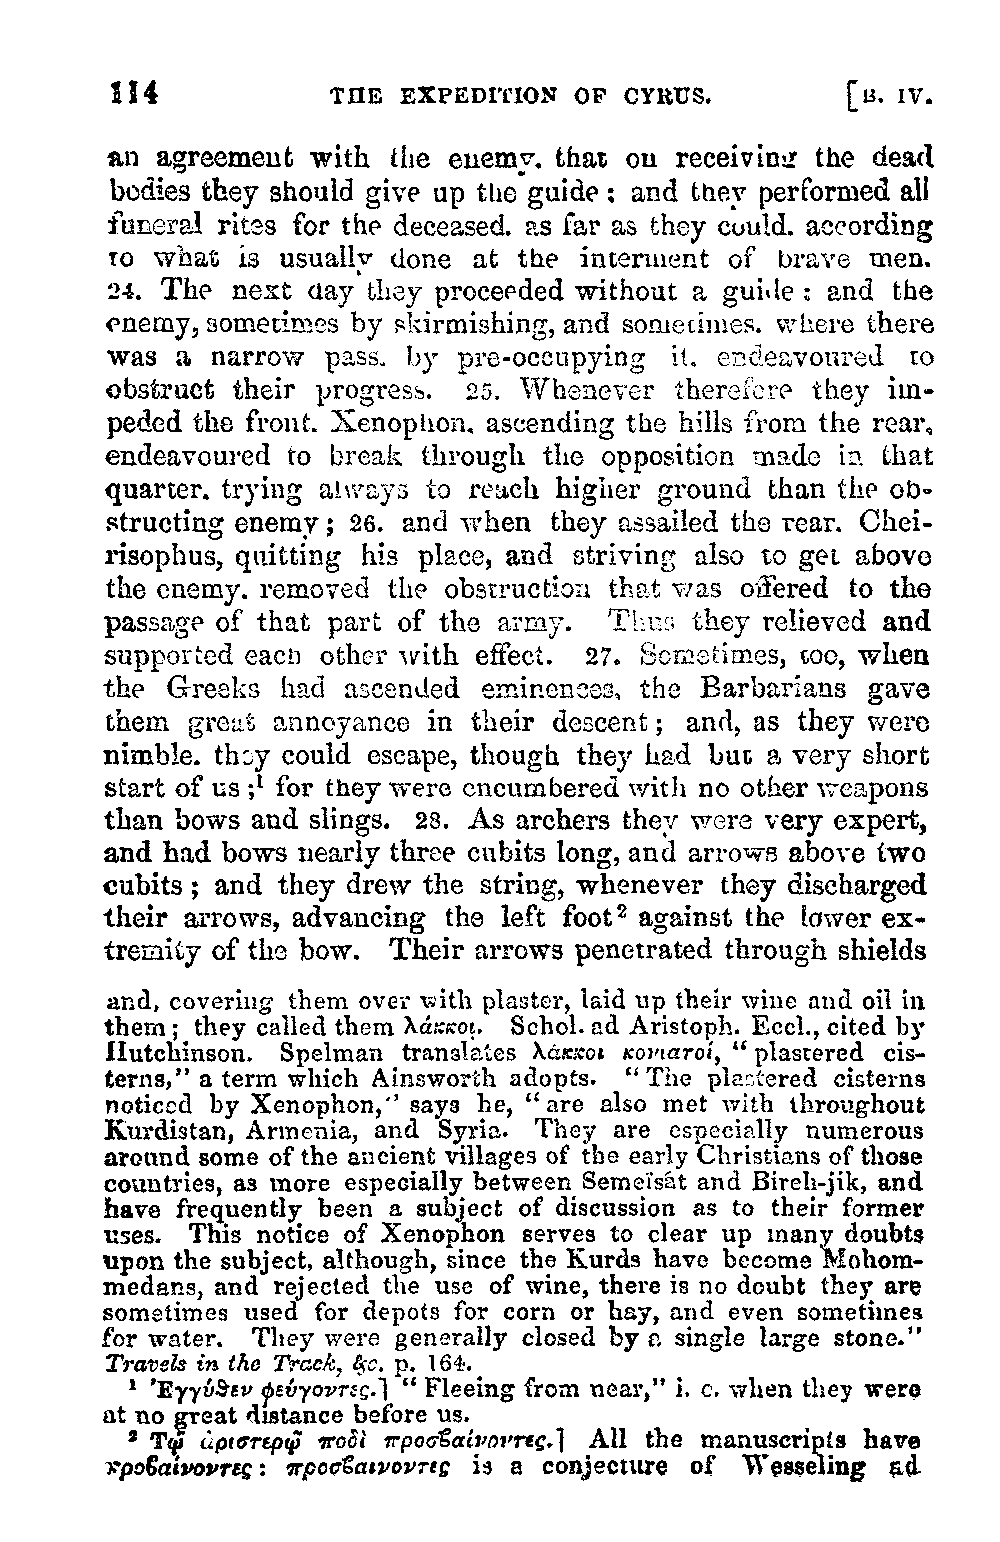 114 THE EXPEDITION OF CYRUS. [B. IV.
an agreement with the enemy, that on receiving the dead
bodies they should give up the guide; and they performed all
funeral rites for the deceased, as far as they could, according
to what is usually done at the interment of brave men.
24. The next day they proceeded without a guide; and the
enemy, sometimes by skirmishing, and sometimes, where there
was a narrow pass, by pre-occupying it, endeavoured to
obstruct their progress. 25. Whenever therefore they im-
peded the front, Xenophon, ascending the hills from the rear,
endeavoured to break through the opposition made in that
quarter, trying always to reach higher ground than the ob-
structing enemy; 26. and when they assailed the rear, Chei-
risophus, quitting his place, and striving also to get above
the enemy, removed the obstruction that was offered to the
passage of that part of the army. Thus they relieved and
supported each other with effect. 27. Sometimes, too, when
the Greeks had ascended eminences, the Barbarians gave
them great annoyance in their descent; and, as they were
nimble, they could escape, though they had but a very short
start of us;¹ for they were encumbered with no other weapons
than bows and slings. 28. As archers they were very expert,
and had bows nearly three cubits long, and arrows above two
cubits; and they drew the string, whenever they discharged
their arrows, advancing the left foot² against the lower ex-
tremity of the bow. Their arrows penetrated through shields
and, covering them over with plaster, laid up their wine and oil in
them; they called them λάκκοι. Schol. ad Aristoph. Eccl., cited by
Hutchinson. Spelman translates λάκκοι κονιατοί, "plastered cis-
terns," a term which Ainsworth adopts. "The plastered cisterns
noticed by Xenophon," says he, "are also met with throughout
Kurdistan, Armenia, and Syria. They are especially numerous
around some of the ancient villages of the early Christians of those
countries, as more especially between Semeïsât and Bireh-jik, and
have frequently been a subject of discussion as to their former
uses. This notice of Xenophon serves to clear up many doubts
upon the subject, although, since the Kurds have become Mohom-
medans, and rejected the use of wine, there is no doubt they are
sometimes used for depots for corn or hay, and even sometimes
for water. They were generally closed by a single large stone."
Travels in the Track, &c. p. 164.
¹ Ἐγγύθεν φεύγοντες.] "Fleeing from near," i. e. when they were
at no great distance before us.
² Τῷ ἀριστερῷ ποδὶ προσβαίνοντες.] All the manuscripts have
προβαίνοντες: προσβαινοντες is a conjecture of Wesseling ad